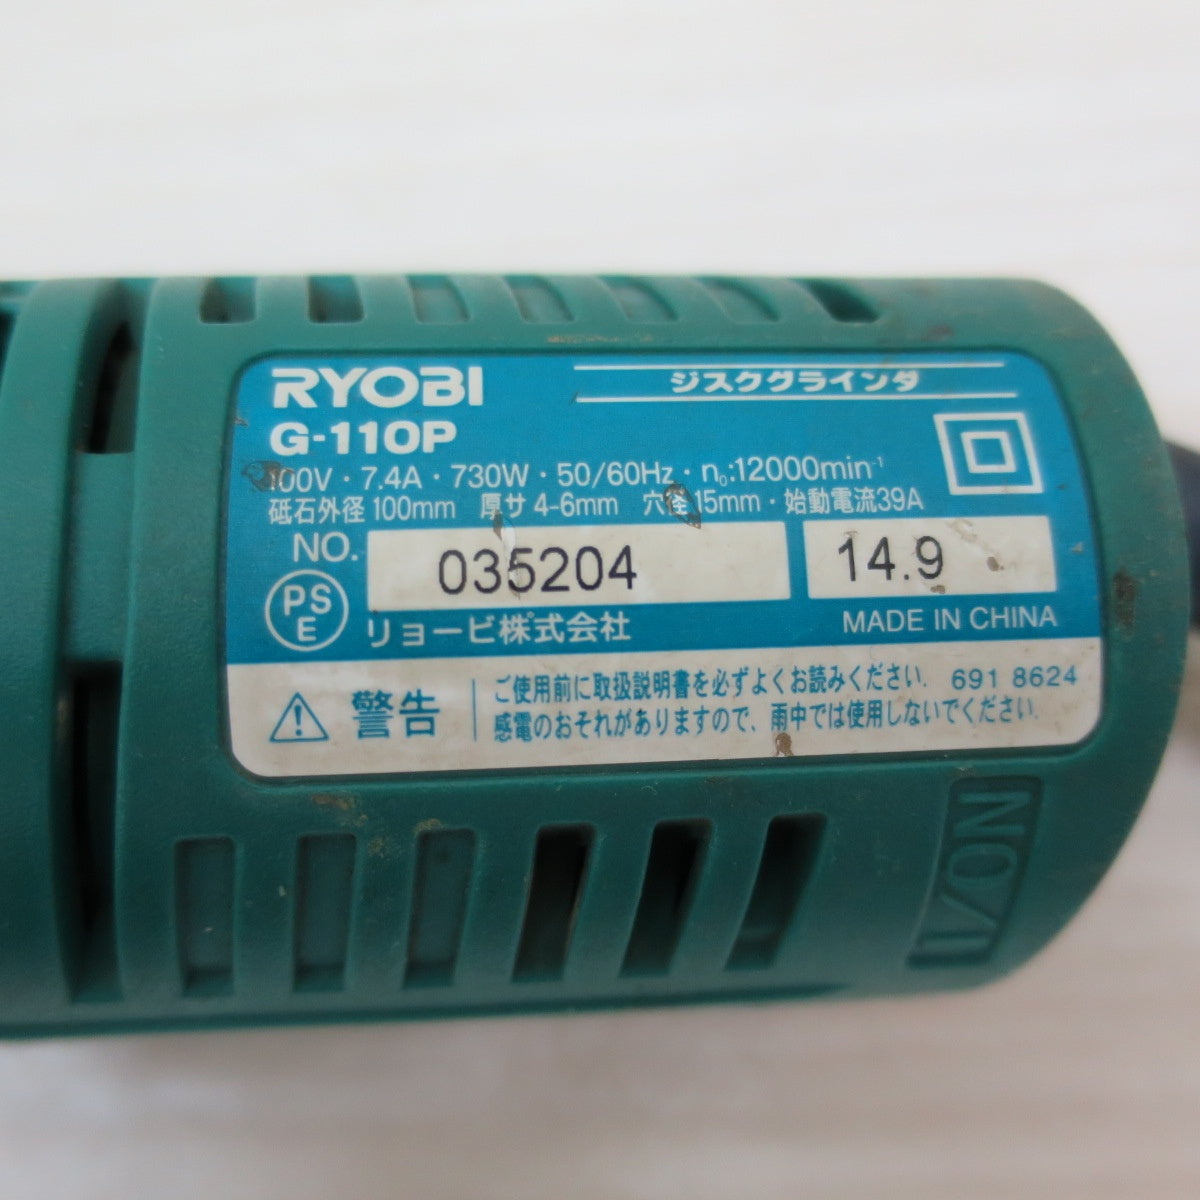 RYOBI ジスクグラインダ
G-110P
100V・7.4A・730W・50/60Hz・n₀:12000min⁻¹
砥石外径 100mm 厚サ 4-6mm 穴径 15mm・始動電流39A
NO. 035204 14.9
PS
E
リョービ株式会社 MADE IN CHINA
警告
ご使用前に取扱説明書を必ずよくお読みください. 691 8624
感電のおそれがありますので、雨中では使用しないでください.
I/ON